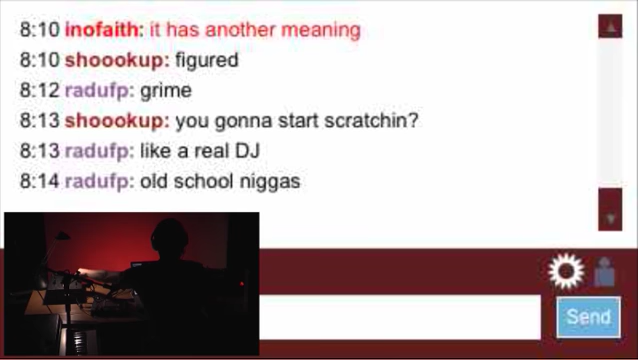 8:10 inofaith: it has another meaning
8:10 shoookup: figured
8:12 radufp: grime
8:13 shoookup: you gonna start scratchin?
8:13 radufp: like a real DJ
8:14 radufp: old school niggas
Send